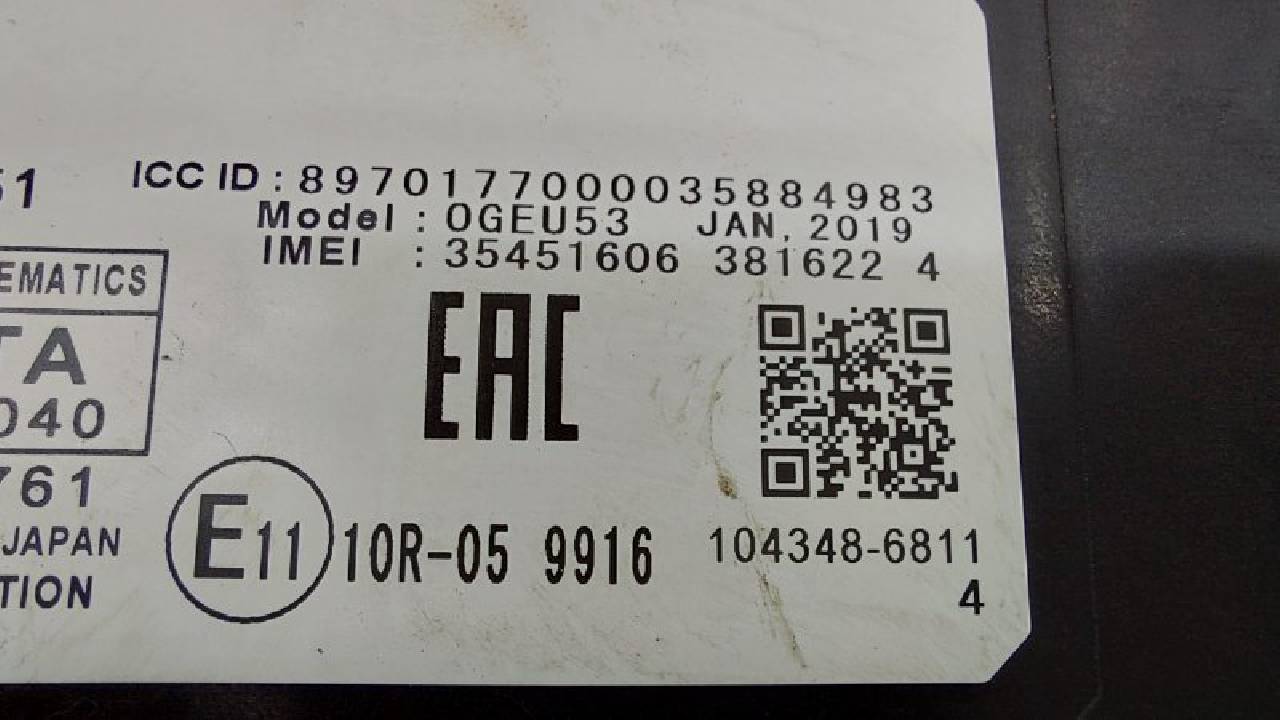 51
ICC ID : 8970177000035884983
Model : 0GEU53 JAN, 2019
IMEI : 35451606 381622 4
EMATICS
TA
040
761
JAPAN
TION
EAC
E11 10R-05 9916
104348-6811
4